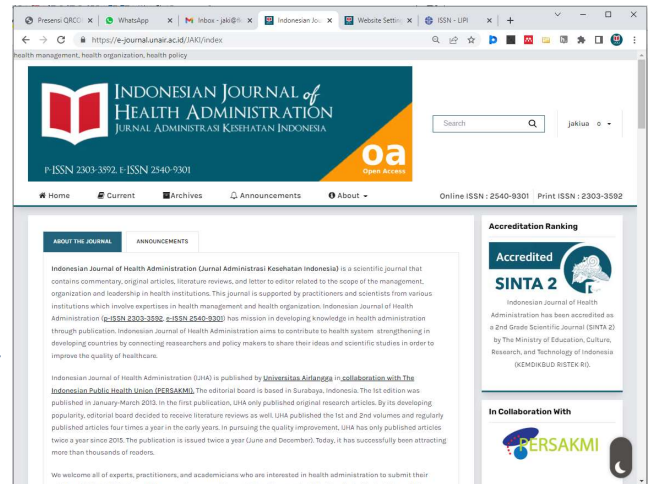 Presensi QRCO
WhatsApp
Inbox - jaki@
Indonesian Jou
Website Setting
ISSN - LIPI
https://e-journal.unair.ac.id/JAKI/index
health management, health organization, health policy
INDONESIAN JOURNAL of
HEALTH ADMINISTRATION
JURNAL ADMINISTRASI KESEHATAN INDONESIA
P-ISSN 2303-3592, E-ISSN 2540-9301
oa
Open Access
Search
jakiua 0
Home Current Archives Announcements About
Online ISSN : 2540-9301 Print ISSN : 2303-3592
ABOUT THE JOURNAL ANNOUNCEMENTS
Indonesian Journal of Health Administration (Jurnal Administrasi Kesehatan Indonesia) is a scientific journal that
contains commentary, original articles, literature reviews, and letter to editor related to the scope of the management,
organization and leadership in health institutions. This journal is supported by practitioners and scientists from various
institutions which involve expertises in health management and health organization. Indonesian Journal of Health
Administration (p-ISSN 2303-3592, e-ISSN 2540-9301) has mission in developing knowledge in health administration
through publication. Indonesian Journal of Health Administration aims to contribute to health system strengthening in
developing countries by connecting reasearchers and policy makers to share their ideas and scientific studies in order to
improve the quality of healthcare.
Indonesian Journal of Health Administration (IJHA) is published by Universitas Airlangga in collaboration with The
Indonesian Public Health Union (PERSAKMI). The editorial board is based in Surabaya, Indonesia. The 1st edition was
published in January-March 2013. In the first publication, IJHA only published original research articles. By its developing
popularity, editorial board decided to receive literature reviews as well. IJHA published the 1st and 2nd volumes and regularly
published articles four times a year in the early years. In pursuing the quality improvement, IJHA has only published articles
twice a year since 2015. The publication is issued twice a year (June and December). Today, it has successfully been attracting
more than thousands of readers.
We welcome all of experts, practitioners, and academicians who are interested in health administration to submit their
Accreditation Ranking
Accredited
SINTA 2
Indonesian Journal of Health
Administration has been accredited as
a 2nd Grade Scientific Journal (SINTA 2)
by The Ministry of Education, Culture,
Research, and Technology of Indonesia
(KEMDIKBUD RISTEK RI).
In Collaboration With
PERSAKMI